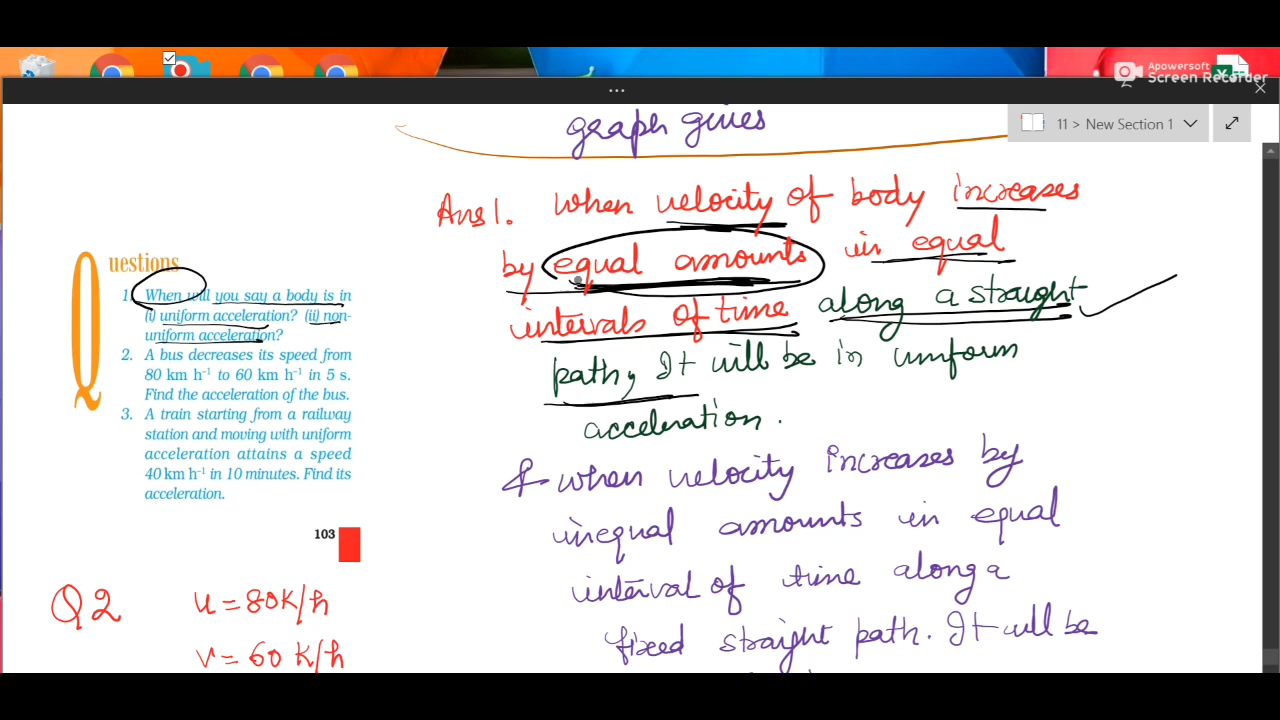 Apowersoft
Screen Recorder
11 > New Section 1
graph gives
Ans 1. When velocity of body increases
by equal amounts in equal
intervals of time along a straight
path, It will be in uniform
acceleration.
& when velocity increases by
unequal amounts in equal
interval of time along a
fixed straight path. It will be
Questions
1. When will you say a body is in
(i) uniform acceleration? (ii) non-
uniform acceleration?
2. A bus decreases its speed from
80 km h⁻¹ to 60 km h⁻¹ in 5 s.
Find the acceleration of the bus.
3. A train starting from a railway
station and moving with uniform
acceleration attains a speed
40 km h⁻¹ in 10 minutes. Find its
acceleration.
103
Q2 u = 80K/h
v = 60 K/h